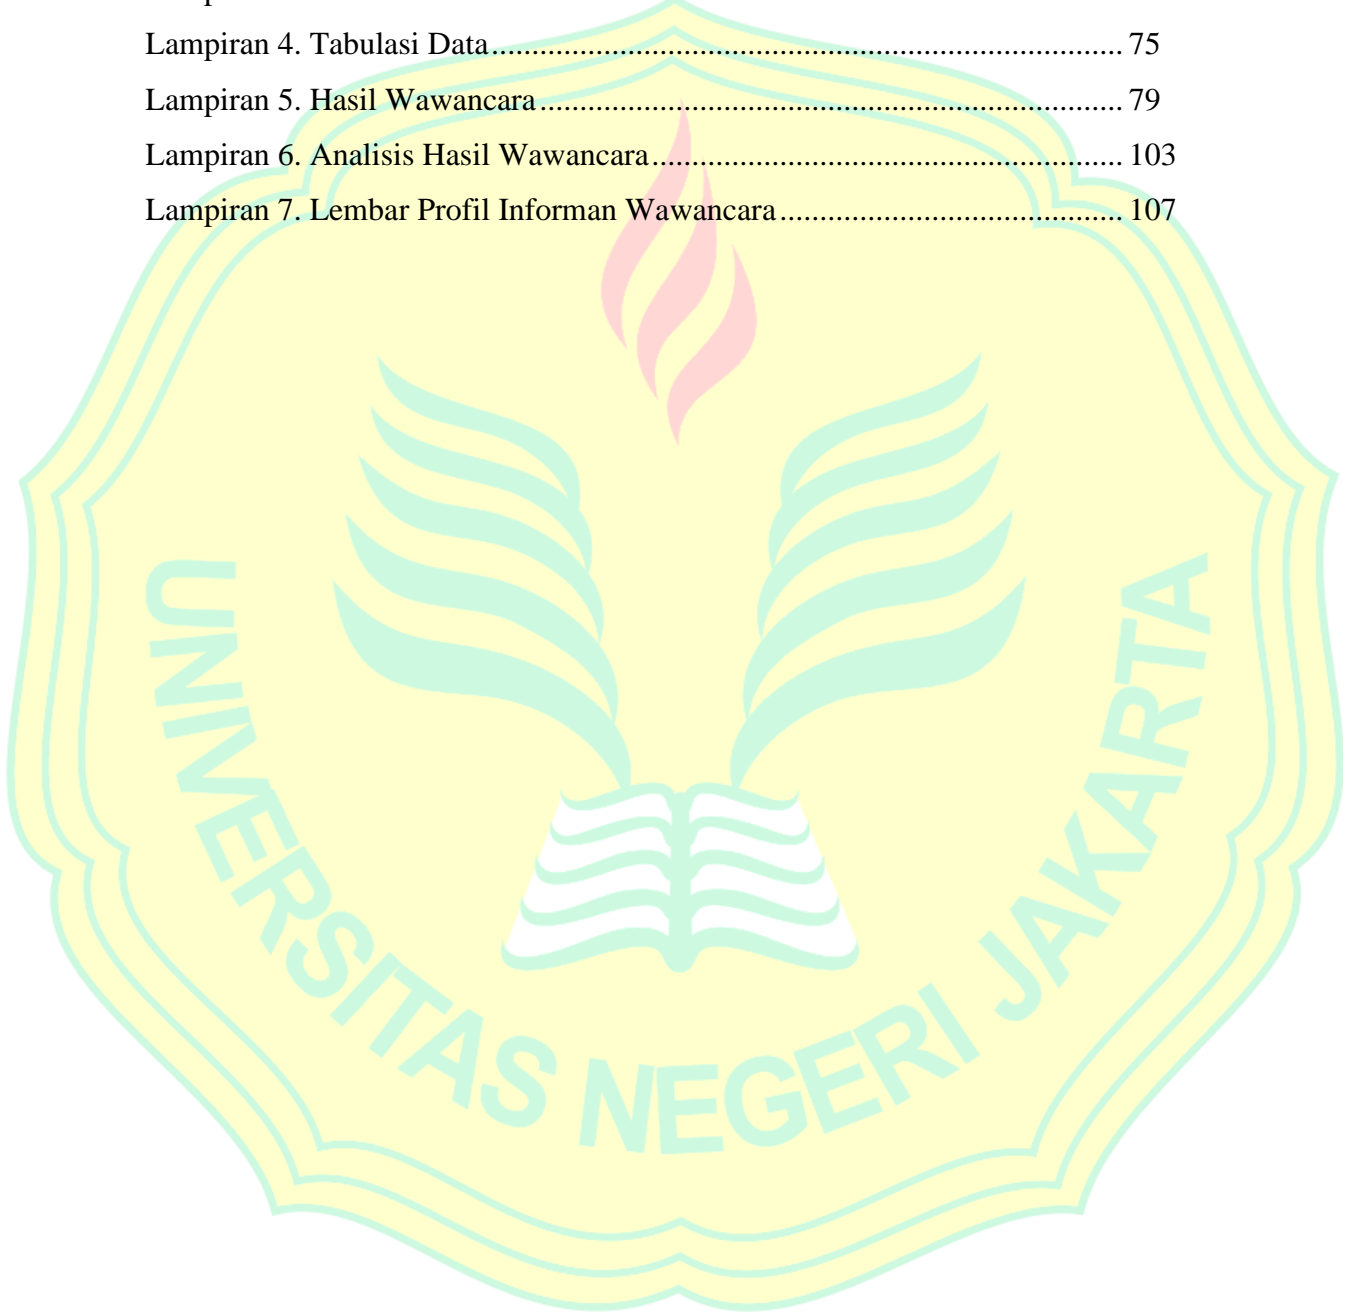 Lampiran 4. Tabulasi Data.............................................................................. 75
Lampiran 5. Hasil Wawancara........................................................................ 79
Lampiran 6. Analisis Hasil Wawancara.......................................................... 103
Lampiran 7. Lembar Profil Informan Wawancara.......................................... 107
UNIVERSITAS NEGERI JAKARTA